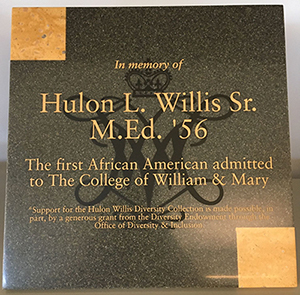 In memory of
Hulon L. Willis Sr.
M.Ed. '56
The first African American admitted
to The College of William & Mary
*Support for the Hulon Willis Diversity Collection is made possible, in
part, by a generous grant from the Diversity Endowment through the
Office of Diversity & Inclusion